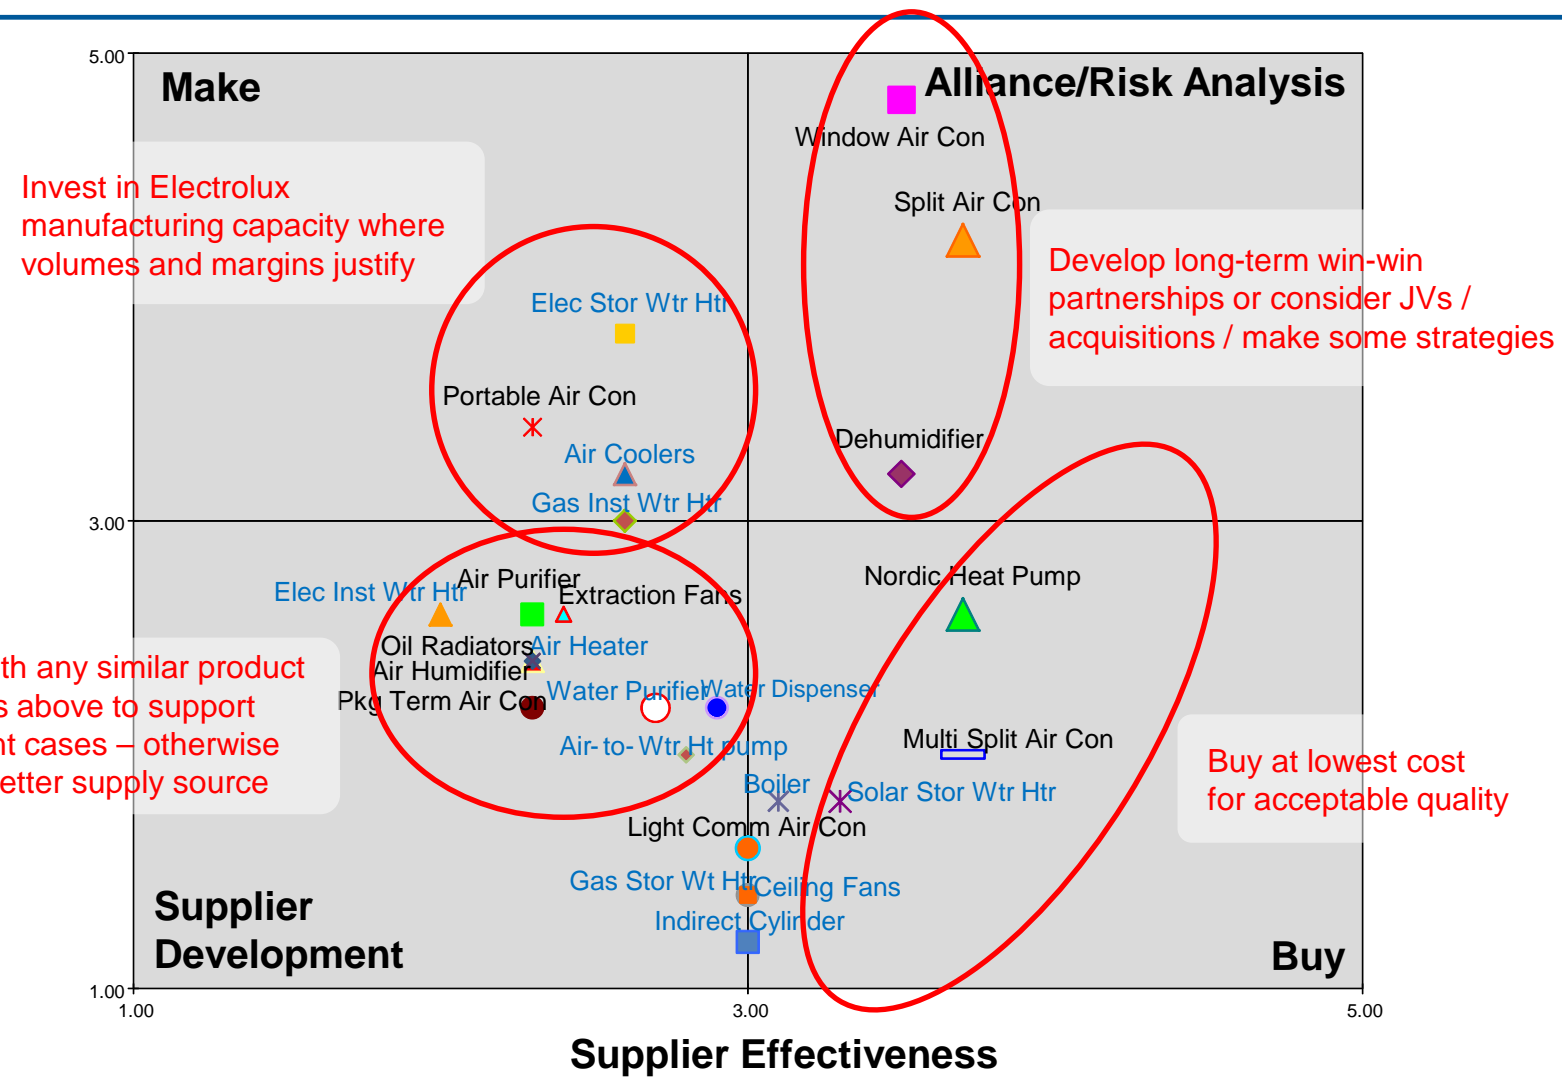 5.00
Make
Alliance/Risk Analysis
Window Air Con
Invest in Electrolux
manufacturing capacity where
volumes and margins justify
Split Air Con
Develop long-term win-win
partnerships or consider JVs /
acquisitions / make some strategies
Elec Stor Wtr Htr
Portable Air Con
Air Coolers
Dehumidifier
Gas Inst Wtr Htr
3.00
Elec Inst Wtr Htr
Air Purifier
Extraction Fans
Nordic Heat Pump
Oil Radiators
Air Heater
Air Humidifier
Pkg Term Air Con
Water Purifier
Water Dispenser
any similar product
above to support
cases – otherwise
supply source
Air-to-Wtr Ht pump
Multi Split Air Con
Boiler
Solar Stor Wtr Htr
Buy at lowest cost
for acceptable quality
Light Comm Air Con
Gas Stor Wt Htr
Ceiling Fans
Indirect Cylinder
Supplier
Development
Buy
1.00
1.00
3.00
5.00
Supplier Effectiveness